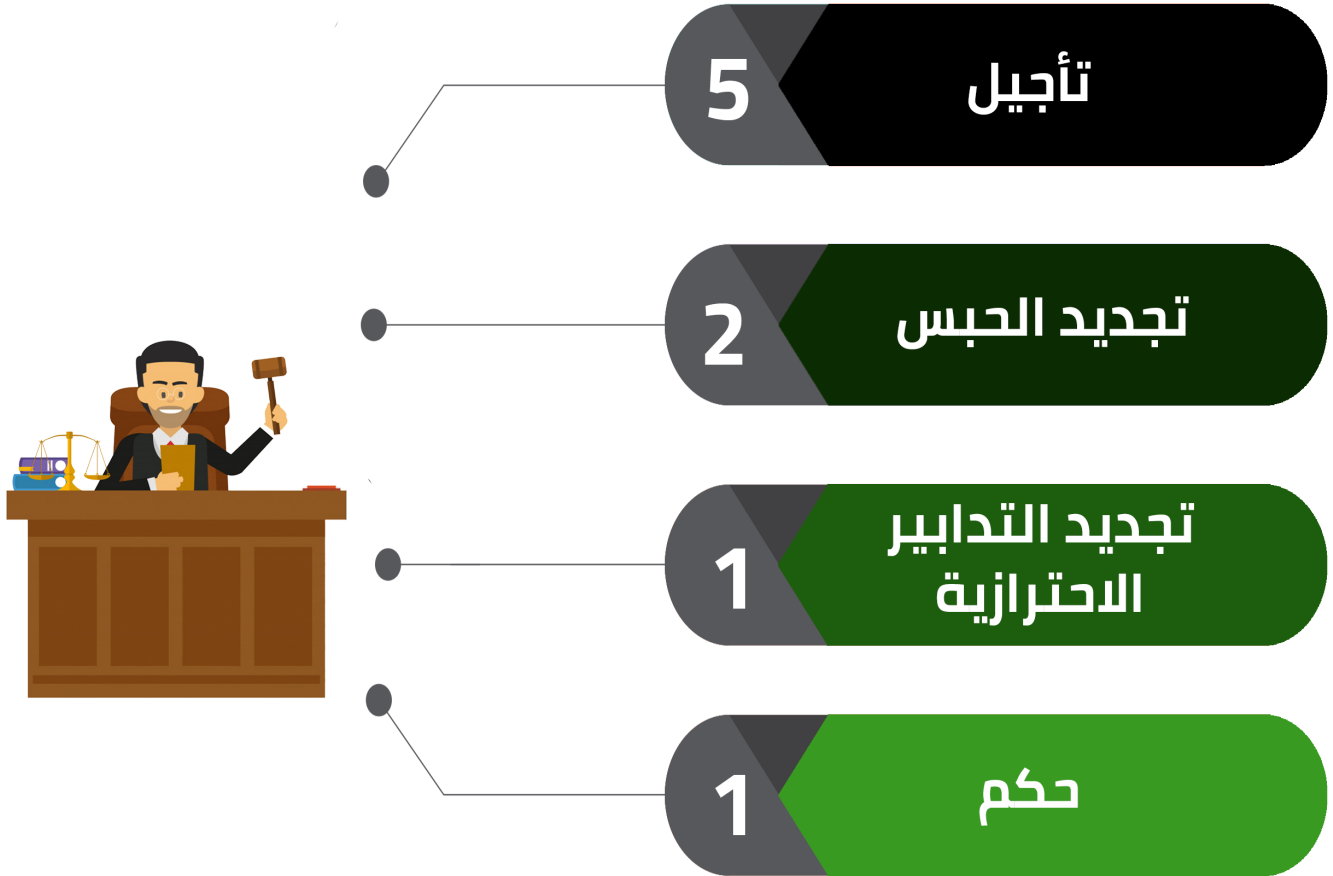 تأجيل
5
تجديد الحبس
2
تجديد التدابير
الاحترازية
1
حكم
1